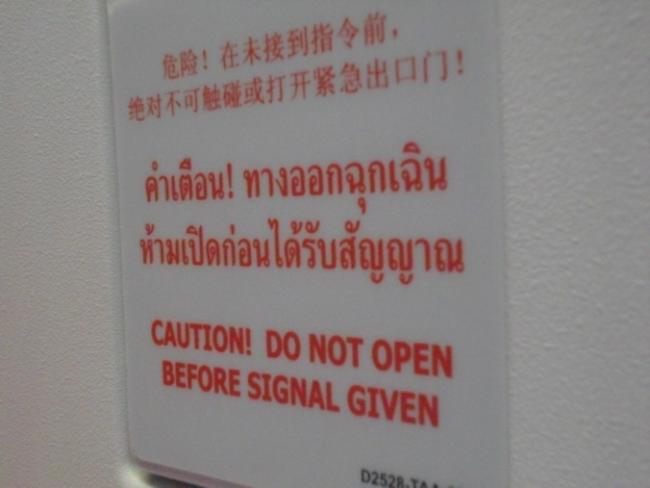 危险！在未接到指令前，
绝对不可触碰或打开紧急出口门！
คำเตือน! ทางออกฉุกเฉิน
ห้ามเปิดก่อนได้รับสัญญาณ
CAUTION! DO NOT OPEN
BEFORE SIGNAL GIVEN